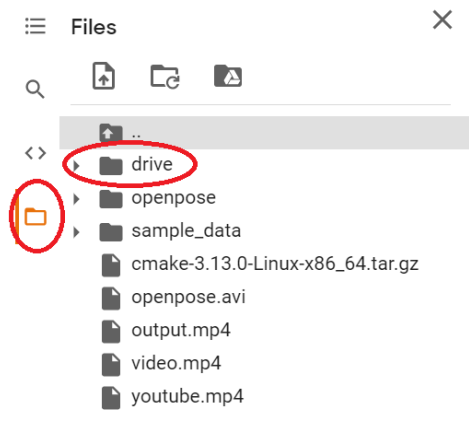 Files
..
drive
openpose
sample_data
cmake-3.13.0-Linux-x86_64.tar.gz
openpose.avi
output.mp4
video.mp4
youtube.mp4